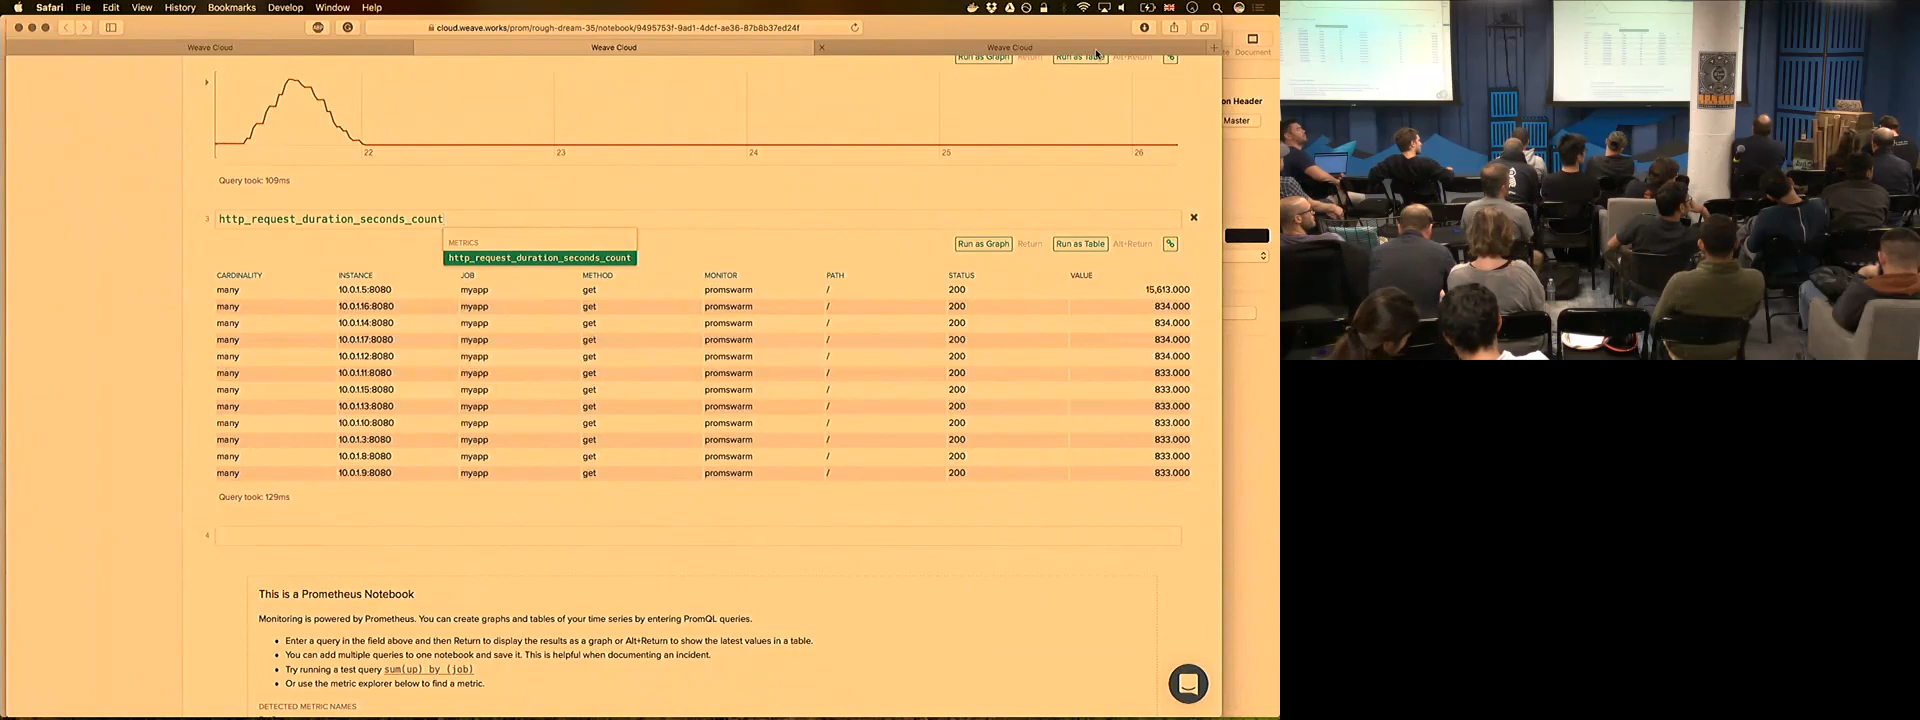 Safari File Edit View History Bookmarks Develop Window Help
cloud.weave.works/prom/rough-dream-35/notebook/9495753f-9ad1-4dcf-ae36-87b8b37ed24f
Weave Cloud Weave Cloud Weave Cloud
Document
Run as Graph Return Run as Table Alt+Return
on Header
Master
22 23 24 25 26
Query took: 109ms
3 http_request_duration_seconds_count
METRICS
http_request_duration_seconds_count
Run as Graph Return Run as Table Alt+Return
CARDINALITY INSTANCE JOB METHOD MONITOR PATH STATUS VALUE
many 10.0.1.5:8080 myapp get promswarm / 200 15,613.000
many 10.0.1.16:8080 myapp get promswarm / 200 834.000
many 10.0.1.14:8080 myapp get promswarm / 200 834.000
many 10.0.1.17:8080 myapp get promswarm / 200 834.000
many 10.0.1.12:8080 myapp get promswarm / 200 834.000
many 10.0.1.11:8080 myapp get promswarm / 200 833.000
many 10.0.1.15:8080 myapp get promswarm / 200 833.000
many 10.0.1.13:8080 myapp get promswarm / 200 833.000
many 10.0.1.10:8080 myapp get promswarm / 200 833.000
many 10.0.1.3:8080 myapp get promswarm / 200 833.000
many 10.0.1.8:8080 myapp get promswarm / 200 833.000
many 10.0.1.9:8080 myapp get promswarm / 200 833.000
Query took: 129ms
4
This is a Prometheus Notebook
Monitoring is powered by Prometheus. You can create graphs and tables of your time series by entering PromQL queries.
• Enter a query in the field above and then Return to display the results as a graph or Alt+Return to show the latest values in a table.
• You can add multiple queries to one notebook and save it. This is helpful when documenting an incident.
• Try running a test query sum(up) by (job)
• Or use the metric explorer below to find a metric.
DETECTED METRIC NAMES